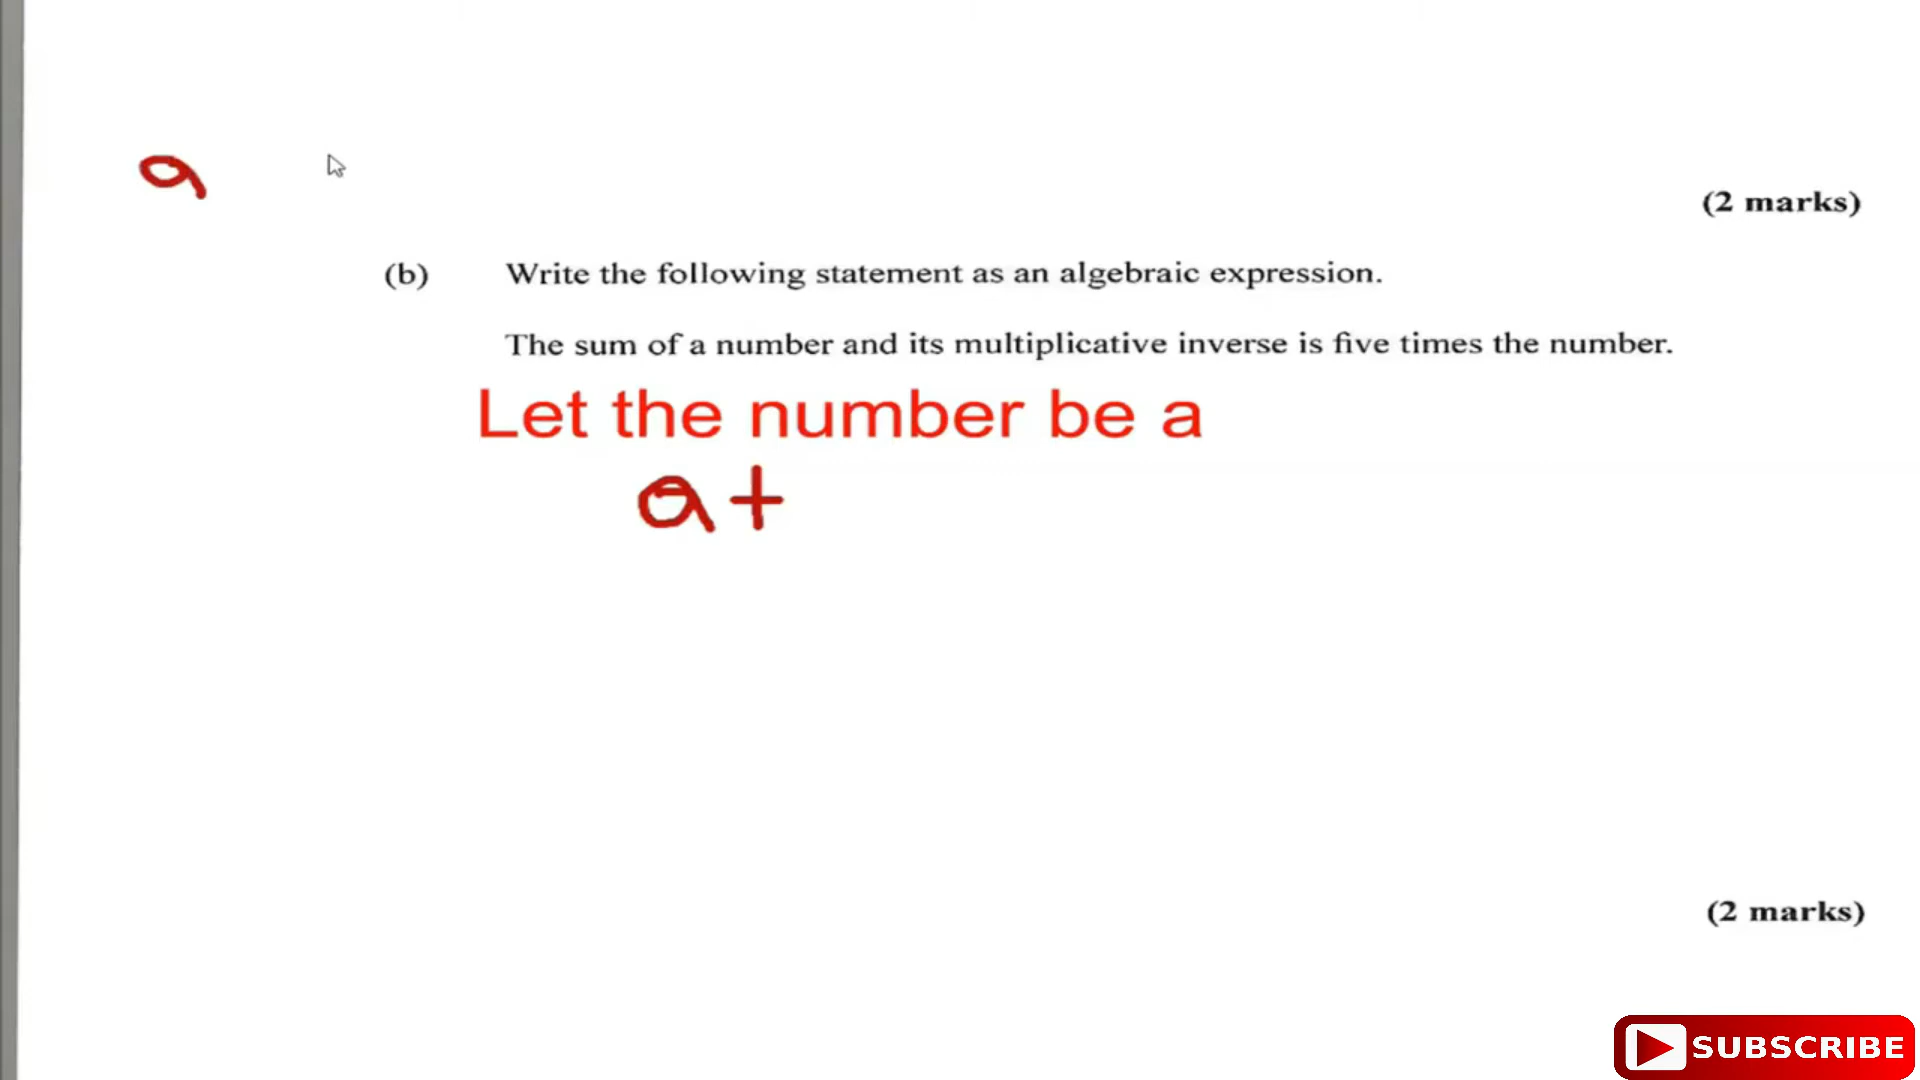 a
(2 marks)
(b) Write the following statement as an algebraic expression.
The sum of a number and its multiplicative inverse is five times the number.
Let the number be a
a +
(2 marks)
SUBSCRIBE